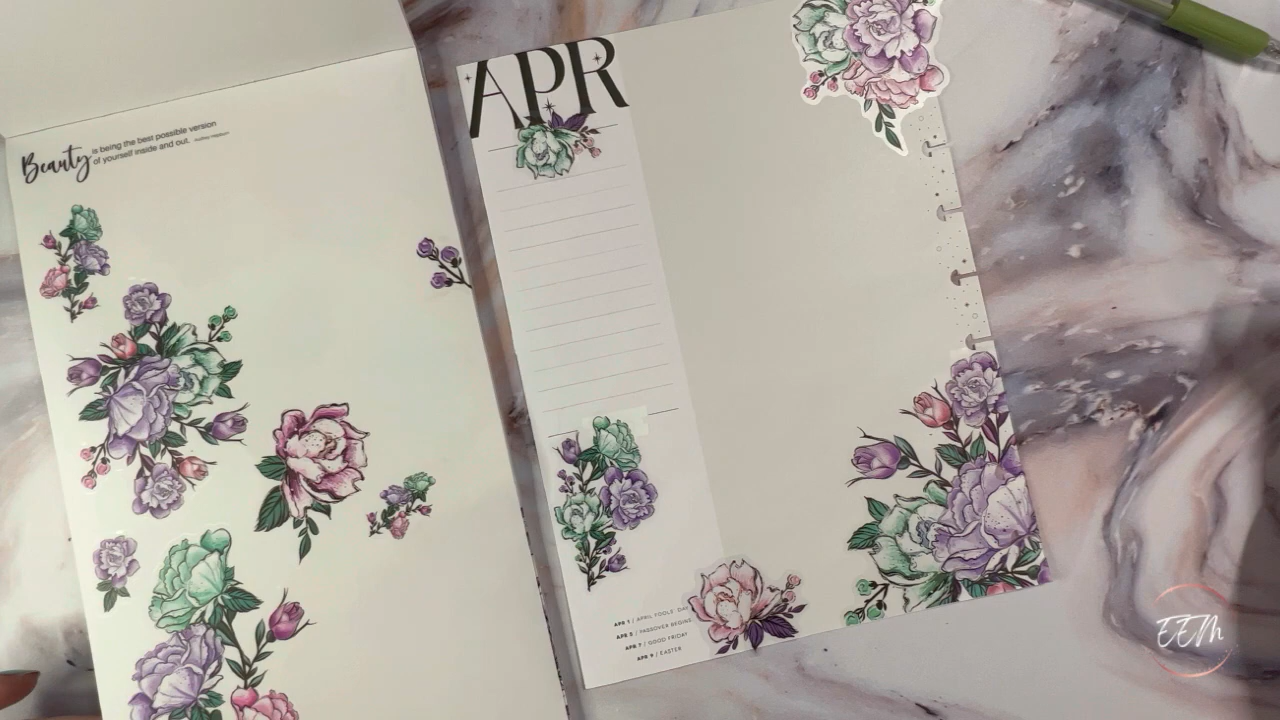 Beauty is being the best possible version
of yourself inside and out.
APR
APR 1 / APRIL FOOLS' DAY
APR 5 / PASSOVER BEGINS
APR 7 / GOOD FRIDAY
APR 9 / EASTER
EEM